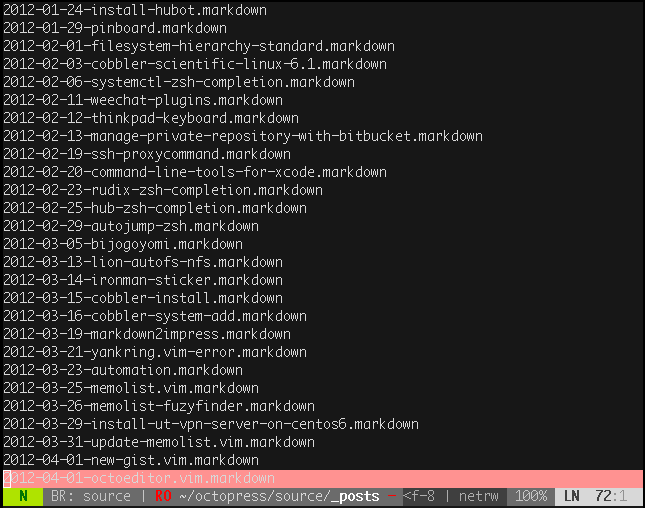 2012-01-24-install-hubot.markdown
2012-01-29-pinboard.markdown
2012-02-01-filesystem-hierarchy-standard.markdown
2012-02-03-cobbler-scientific-linux-6.1.markdown
2012-02-06-systemctl-zsh-completion.markdown
2012-02-11-weechat-plugins.markdown
2012-02-12-thinkpad-keyboard.markdown
2012-02-13-manage-private-repository-with-bitbucket.markdown
2012-02-19-ssh-proxycommand.markdown
2012-02-20-command-line-tools-for-xcode.markdown
2012-02-23-rudix-zsh-completion.markdown
2012-02-25-hub-zsh-completion.markdown
2012-02-29-autojump-zsh.markdown
2012-03-05-bijogoyomi.markdown
2012-03-13-lion-autofs-nfs.markdown
2012-03-14-ironman-sticker.markdown
2012-03-15-cobbler-install.markdown
2012-03-16-cobbler-system-add.markdown
2012-03-19-markdown2impress.markdown
2012-03-21-yankring.vim-error.markdown
2012-03-23-automation.markdown
2012-03-25-memolist.vim.markdown
2012-03-26-memolist-fuzyfinder.markdown
2012-03-29-install-ut-vpn-server-on-centos6.markdown
2012-03-31-update-memolist.vim.markdown
2012-04-01-new-gist.vim.markdown
2012-04-01-octoeditor.vim.markdown
N BR: source | RO ~/octopress/source/_posts - <f-8 | netrw 100% LN 72:1